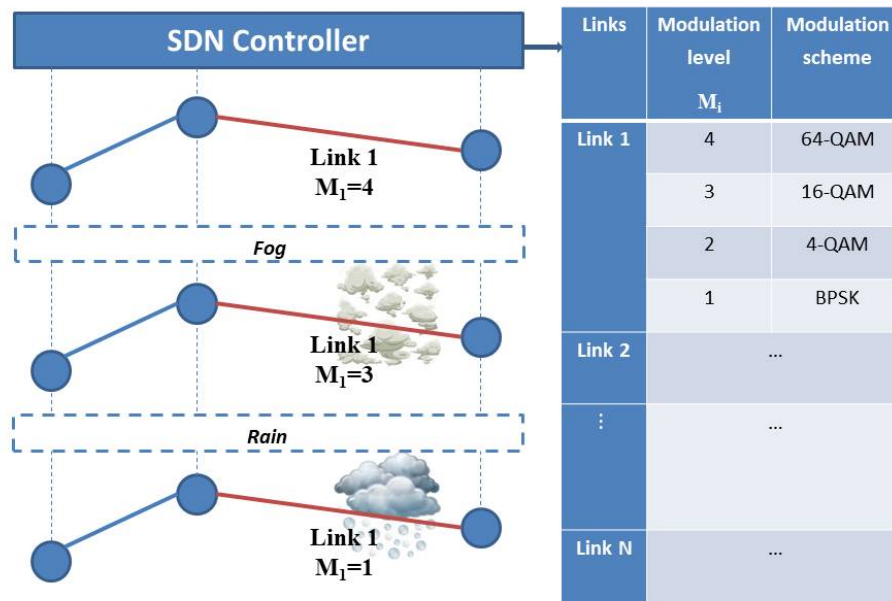 SDN Controller
Link 1
M₁=4
Fog
Link 1
M₁=3
Rain
Link 1
M₁=1
Links Modulation level Mᵢ Modulation scheme
Link 1 4 64-QAM
3 16-QAM
2 4-QAM
1 BPSK
Link 2 ...
⋮ ...
Link N ...